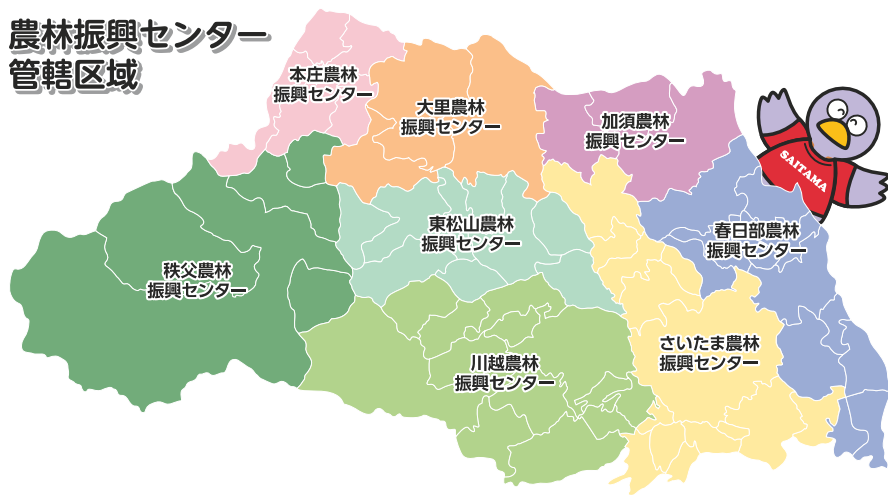 農林振興センター
管轄区域
本庄農林
振興センター
大里農林
振興センター
加須農林
振興センター
SAITAMA
東松山農林
振興センター
春日部農林
振興センター
秩父農林
振興センター
川越農林
振興センター
さいたま農林
振興センター